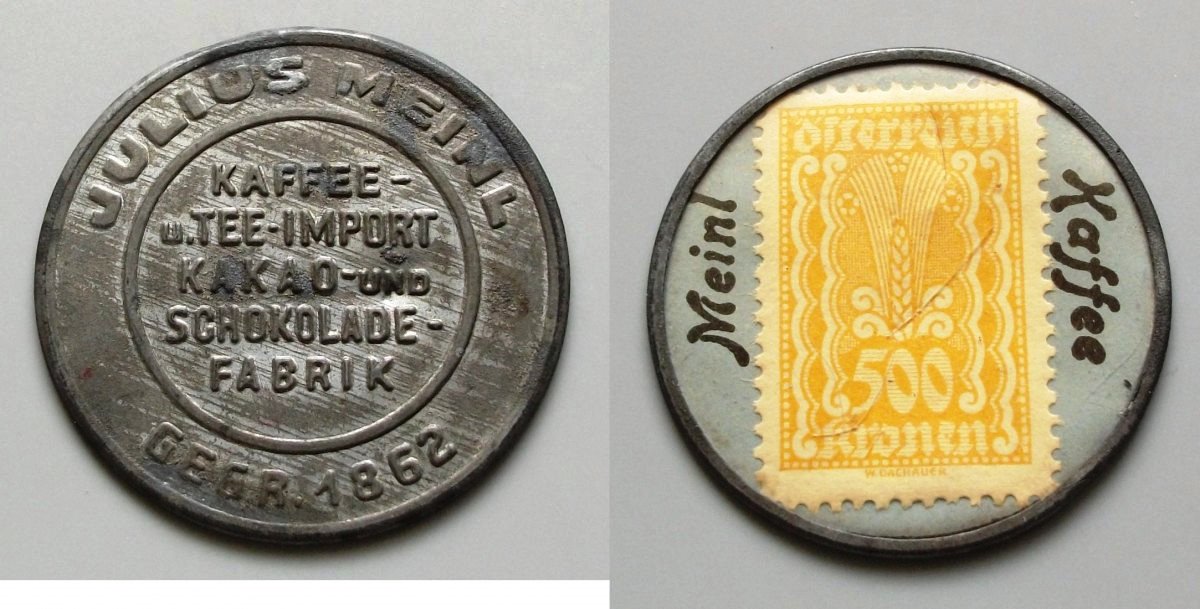 JULIUS MEINL
KAFFEE-
u.TEE-IMPORT
KAKAO-UND
SCHOKOLADE-
FABRIK
GEGR.1862
Meinl
Österreich
500
Kronen
W.DACHAUER
Kaffee